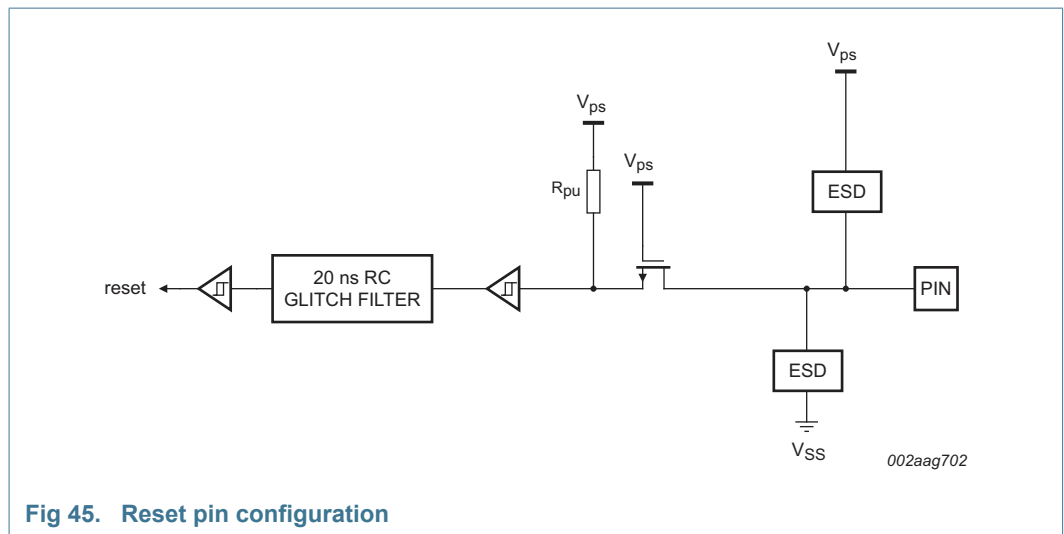 Vps
Vps
Vps
Rpu
ESD
reset
20 ns RC
GLITCH FILTER
PIN
ESD
VSS
002aag702
Fig 45. Reset pin configuration